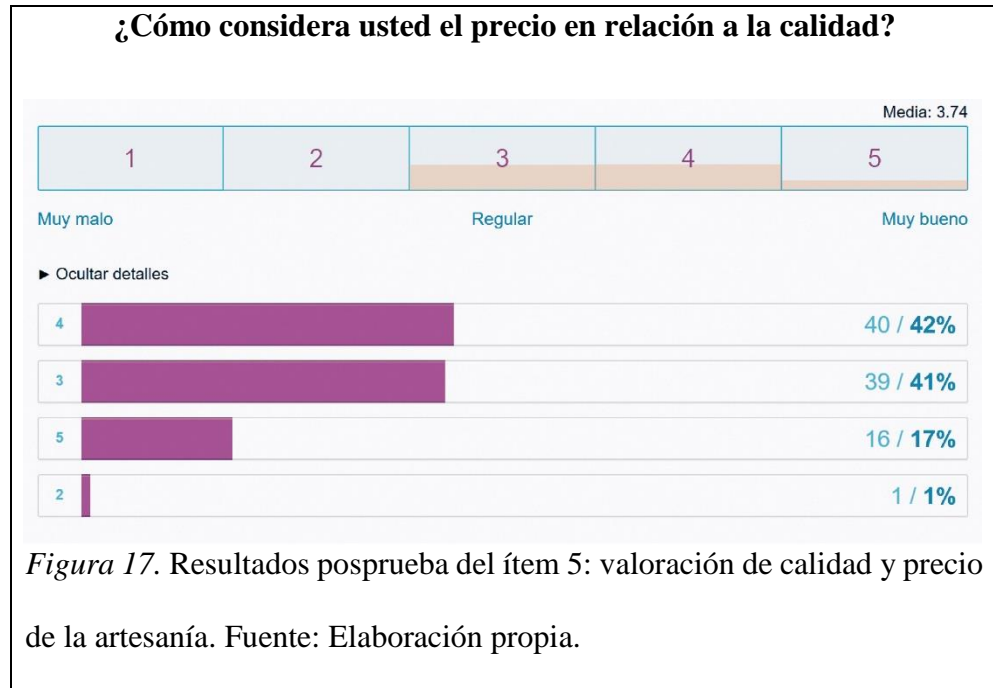 ¿Cómo considera usted el precio en relación a la calidad?
Media: 3.74
1 2 3 4 5
Muy malo Regular Muy bueno
► Ocultar detalles
4 40 / 42%
3 39 / 41%
5 16 / 17%
2 1 / 1%
Figura 17. Resultados posprueba del ítem 5: valoración de calidad y precio
de la artesanía. Fuente: Elaboración propia.